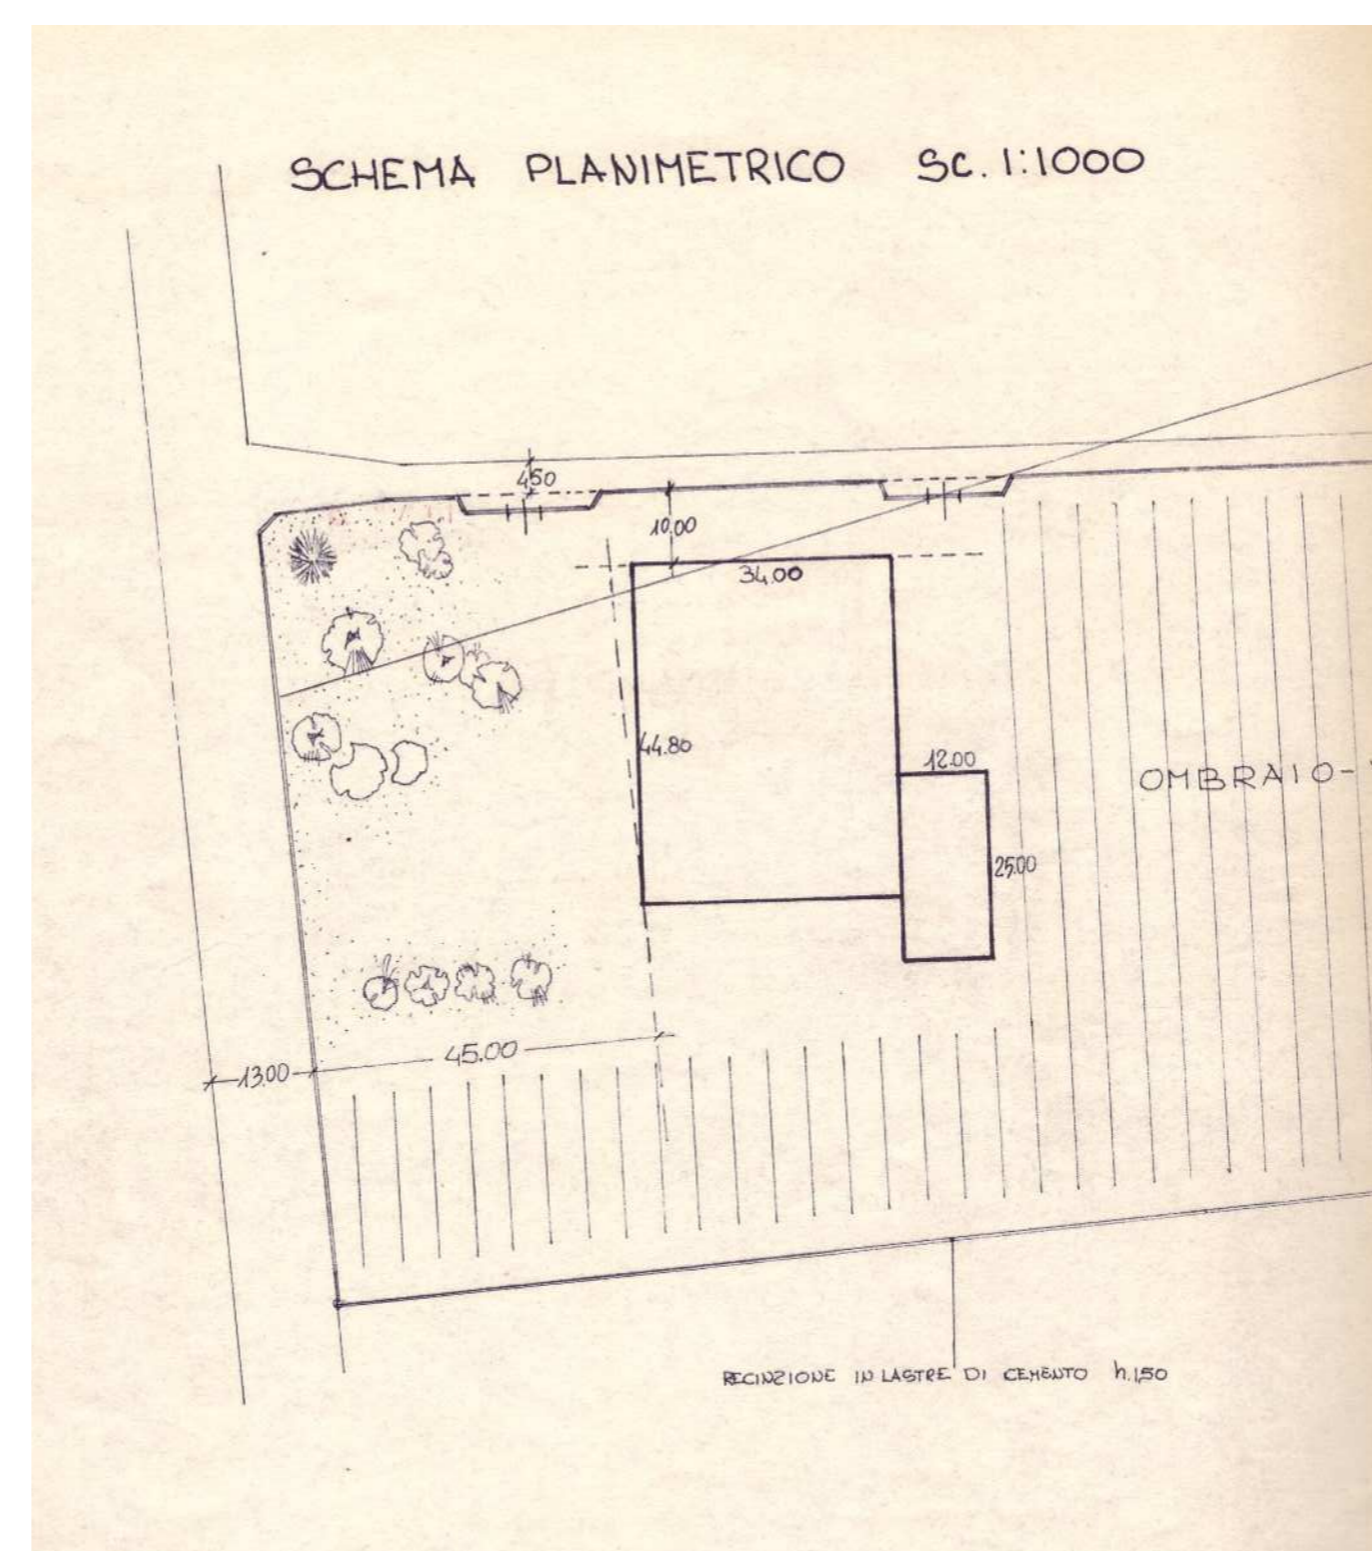 SCHEMA PLANIMETRICO SC. 1:1000
4,50
10.00
34.00
44.80
12.00
OMBRAIO-
25.00
45.00
13.00
RECINZIONE IN LASTRE DI CEMENTO h.1,50